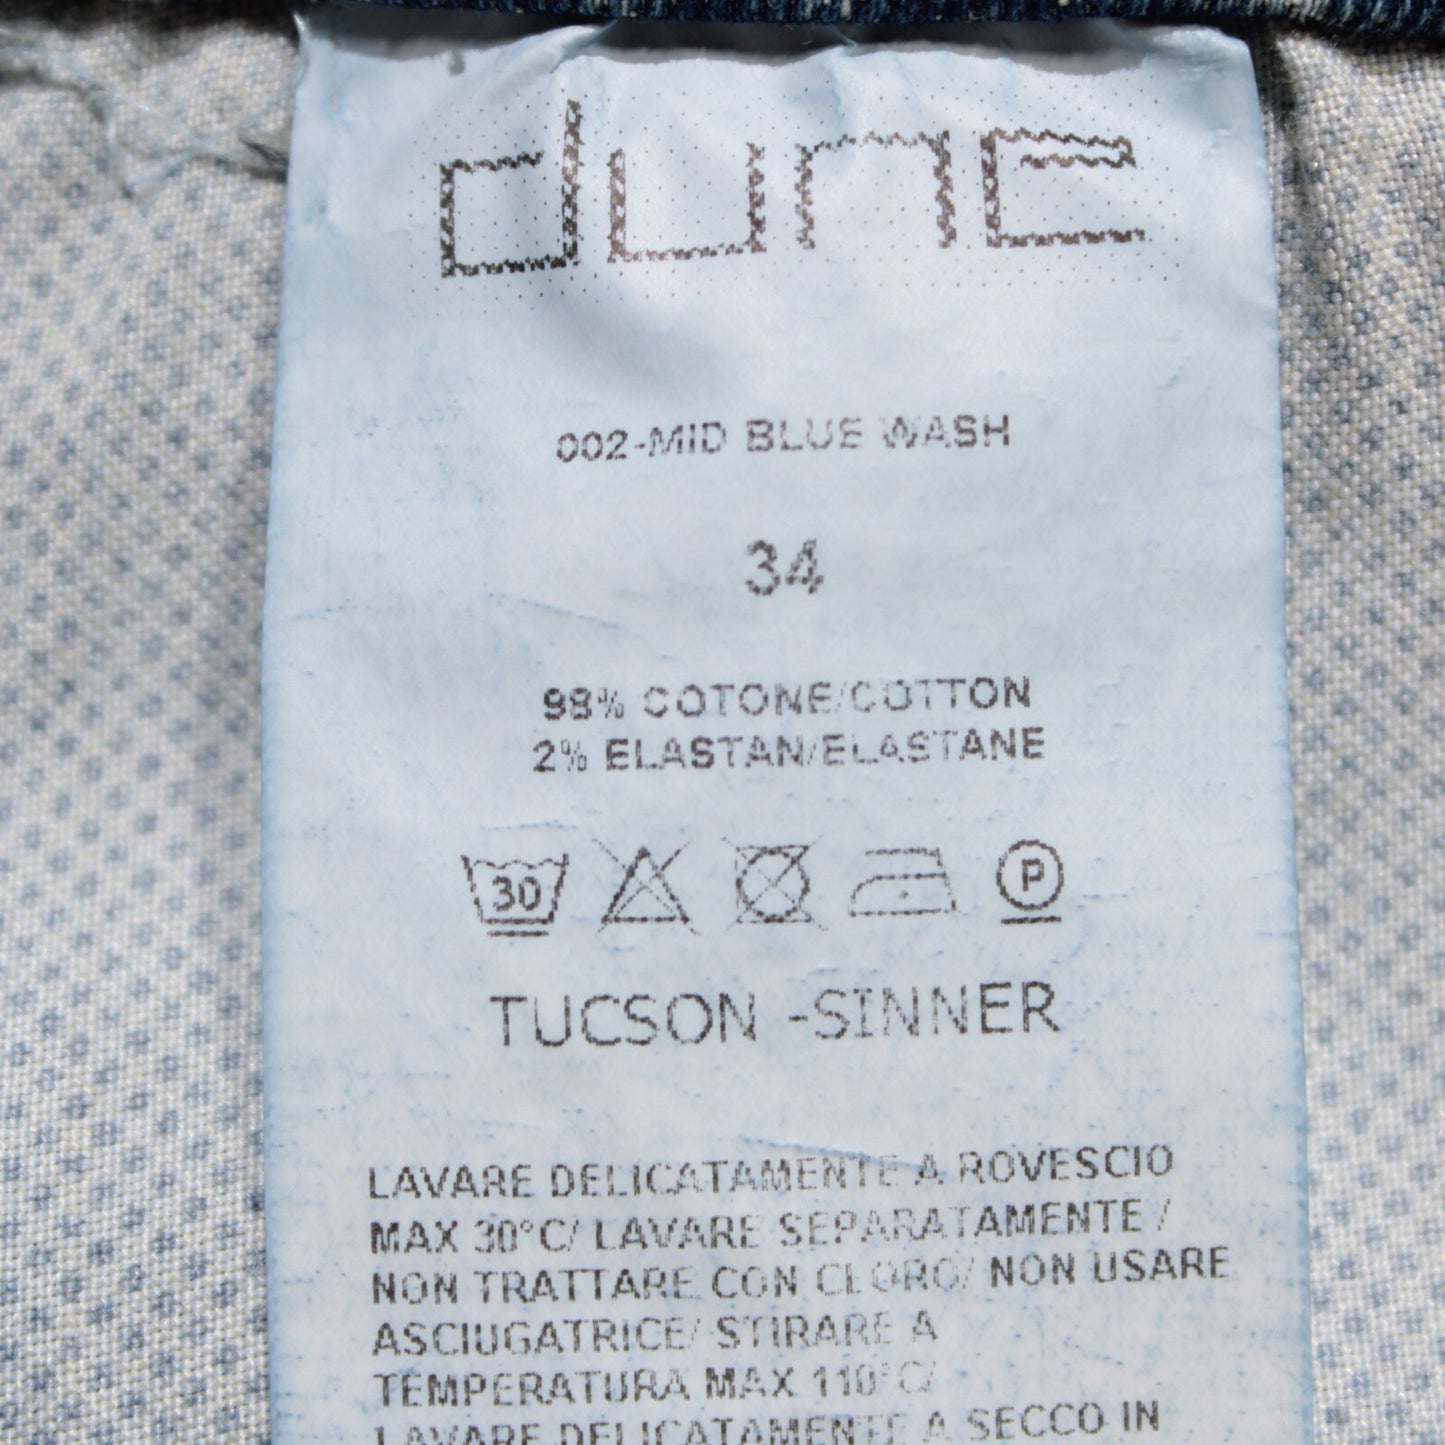 dune
002-MID BLUE WASH
34
98% COTONE/COTTON
2% ELASTAN/ELASTANE
30 P
TUCSON -SINNER
LAVARE DELICATAMENTE A ROVESCIO
MAX 30°C/ LAVARE SEPARATAMENTE /
NON TRATTARE CON CLORO/ NON USARE
ASCIUGATRICE/ STIRARE A
TEMPERATURA MAX 110°C/
LAVARE DELICATAMENTE A SECCO IN